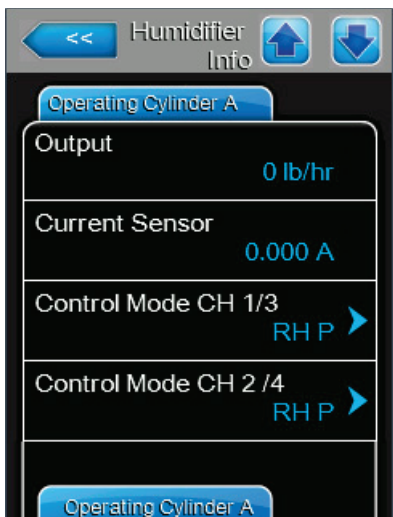 << Humidifier
Info
Operating Cylinder A
Output
0 lb/hr
Current Sensor
0.000 A
Control Mode CH 1/3
RH P
Control Mode CH 2 /4
RH P
Operating Cylinder A